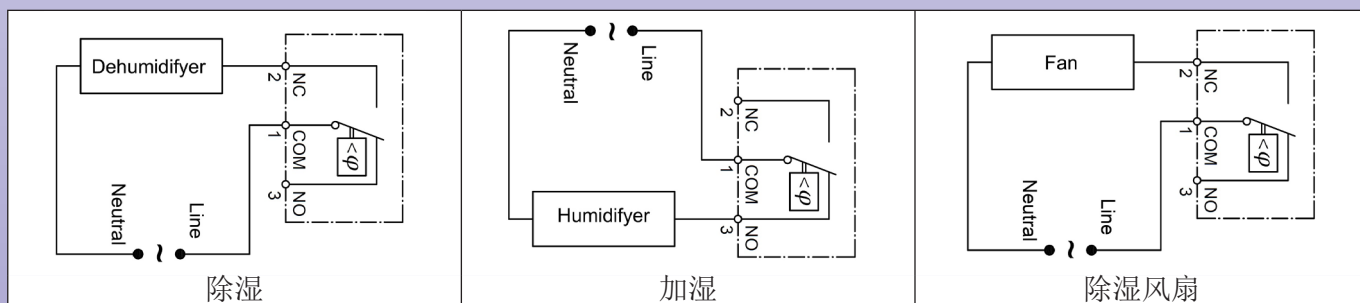 Dehumidifyer
2
NC
1
COM
<φ
3
NO
Neutral
~
Line
除湿
Neutral
~
Line
2
NC
1
COM
<φ
Humidifyer
3
NO
加湿
Fan
2
NC
1
COM
<φ
3
NO
Neutral
~
Line
除湿风扇